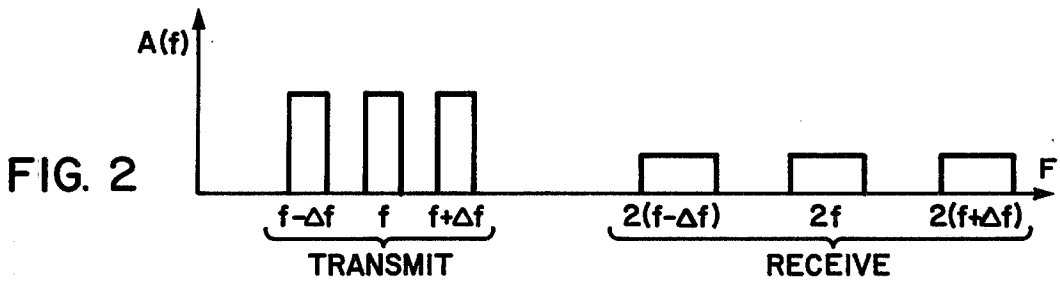 A(f)
FIG. 2
F
f-Δf f f+Δf 2(f-Δf) 2f 2(f+Δf)
TRANSMIT RECEIVE